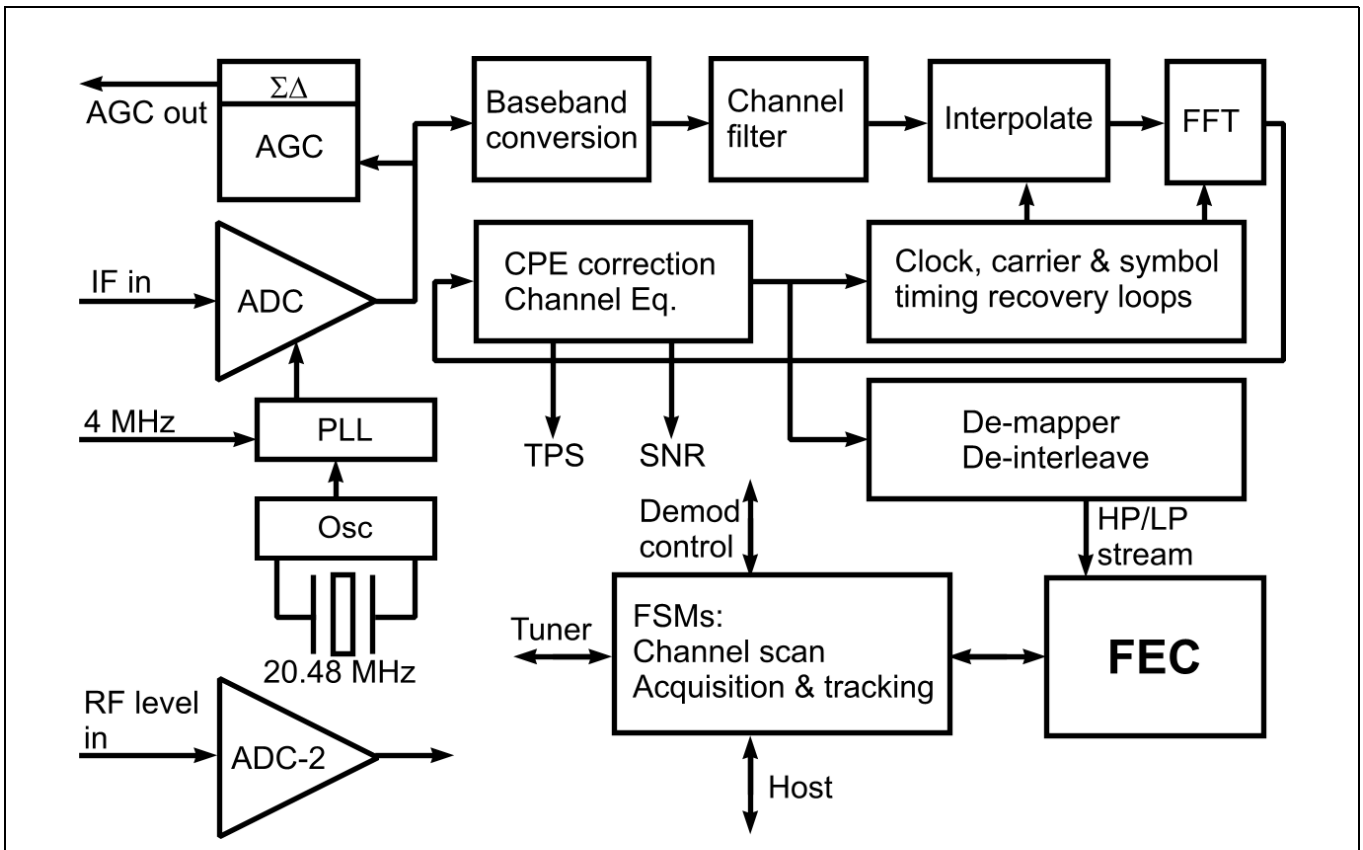 ΣΔ
AGC out
AGC
Baseband
conversion
Channel
filter
Interpolate
FFT
IF in
ADC
CPE correction
Channel Eq.
Clock, carrier & symbol
timing recovery loops
4 MHz
PLL
TPS
SNR
De-mapper
De-interleave
Osc
Demod
control
HP/LP
stream
20.48 MHz
Tuner
FSMs:
Channel scan
Acquisition & tracking
FEC
RF level
in
ADC-2
Host